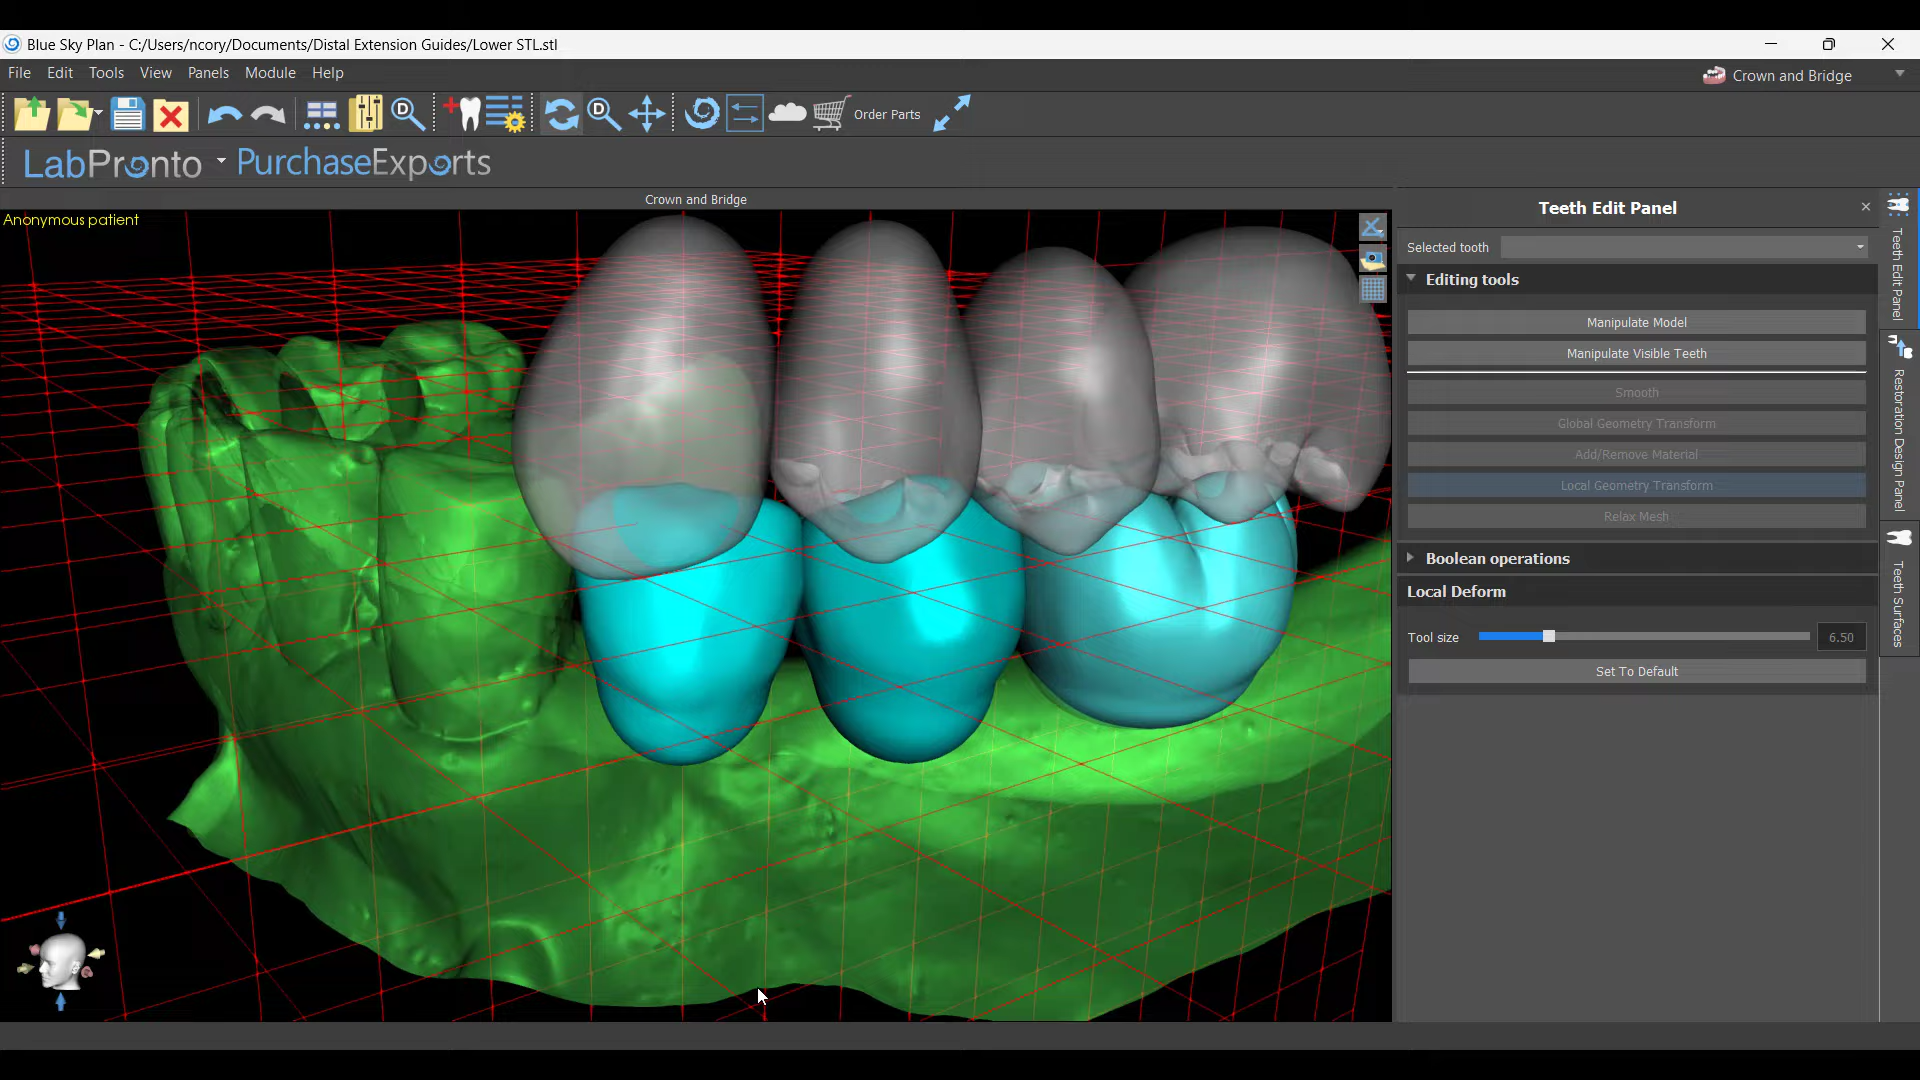 Blue Sky Plan - C:/Users/ncory/Documents/Distal Extension Guides/Lower STL.stl
File Edit Tools View Panels Module Help
Crown and Bridge
Order Parts
LabPronto PurchaseExports
Crown and Bridge
Anonymous patient
Teeth Edit Panel
Selected tooth
Editing tools
Manipulate Model
Manipulate Visible Teeth
Smooth
Global Geometry Transform
Add/Remove Material
Local Geometry Transform
Relax Mesh
Boolean operations
Local Deform
Tool size 6.50
Set To Default
Teeth Edit Panel
Restoration Design Panel
Teeth Surfaces